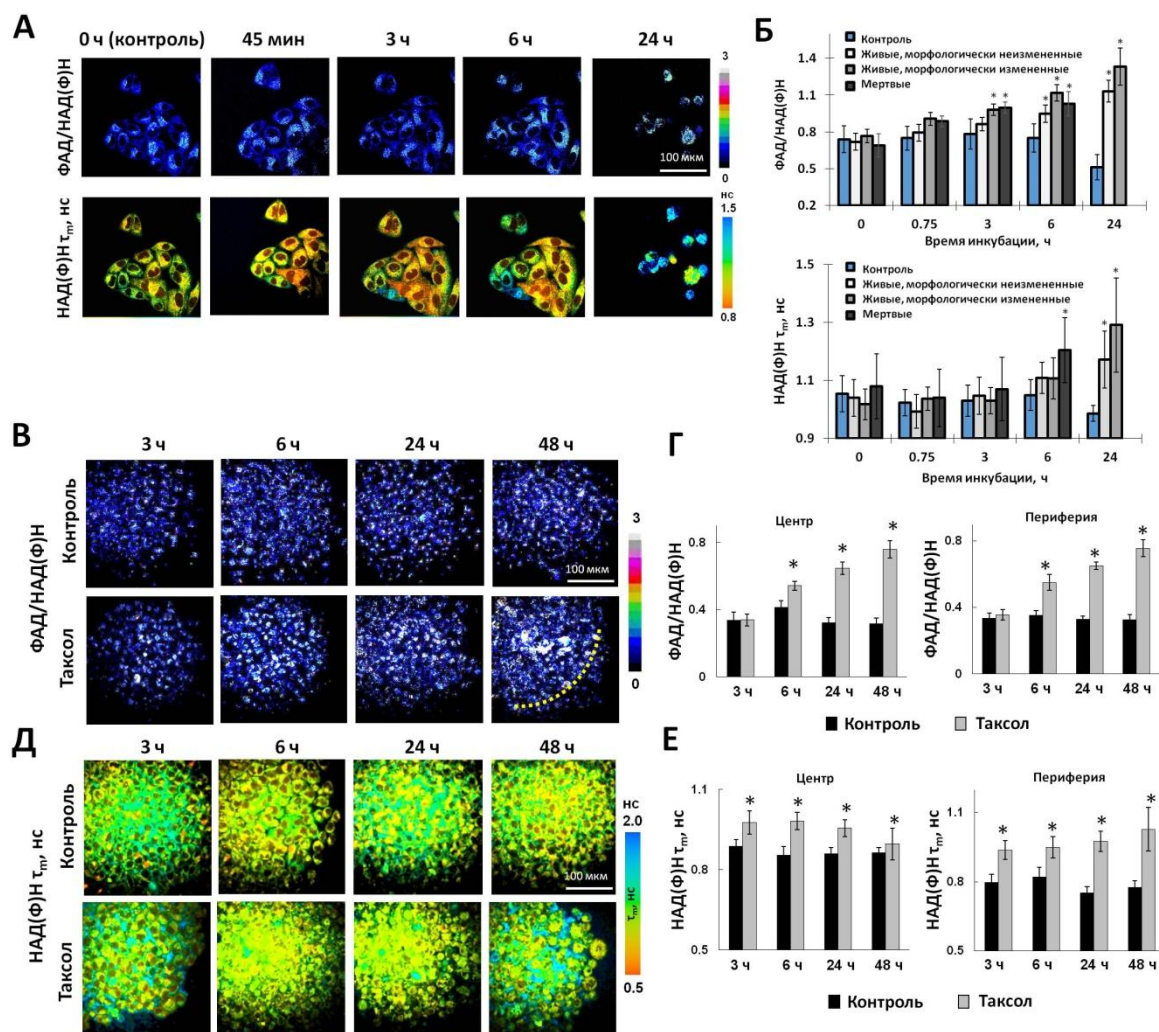 А
0 ч (контроль) 45 мин 3 ч 6 ч 24 ч
ФАД/НАД(Ф)Н
3
0
100 мкм
НАД(Ф)Н τm, нс
нс
1.5
0.8
Б
ФАД/НАД(Ф)Н
1.4
1.1
0.8
0.5
0.2
Контроль
Живые, морфологически неизмененные
Живые, морфологически измененные
Мертвые
* * * * * * *
0 0.75 3 6 24
Время инкубации, ч
НАД(Ф)Н τm, нс
1.5
1.3
1.1
0.9
Контроль
Живые, морфологически неизмененные
Живые, морфологически измененные
Мертвые
* * *
0 0.75 3 6 24
Время инкубации, ч
В
3 ч 6 ч 24 ч 48 ч
ФАД/НАД(Ф)Н
Контроль
Таксол
100 мкм
3
0
Г
Центр
ФАД/НАД(Ф)Н
0.8
0.4
0
* * *
3 ч 6 ч 24 ч 48 ч
Периферия
ФАД/НАД(Ф)Н
0.8
0.4
0
* * *
3 ч 6 ч 24 ч 48 ч
Контроль Таксол
Д
3 ч 6 ч 24 ч 48 ч
НАД(Ф)Н τm, нс
Контроль
Таксол
100 мкм
нс
2.0
τm, нс
0.5
Е
Центр
НАД(Ф)Н τm, нс
1.1
0.8
0.5
* * * *
3 ч 6 ч 24 ч 48 ч
Периферия
НАД(Ф)Н τm, нс
1.1
0.8
0.5
* * * *
3 ч 6 ч 24 ч 48 ч
Контроль Таксол